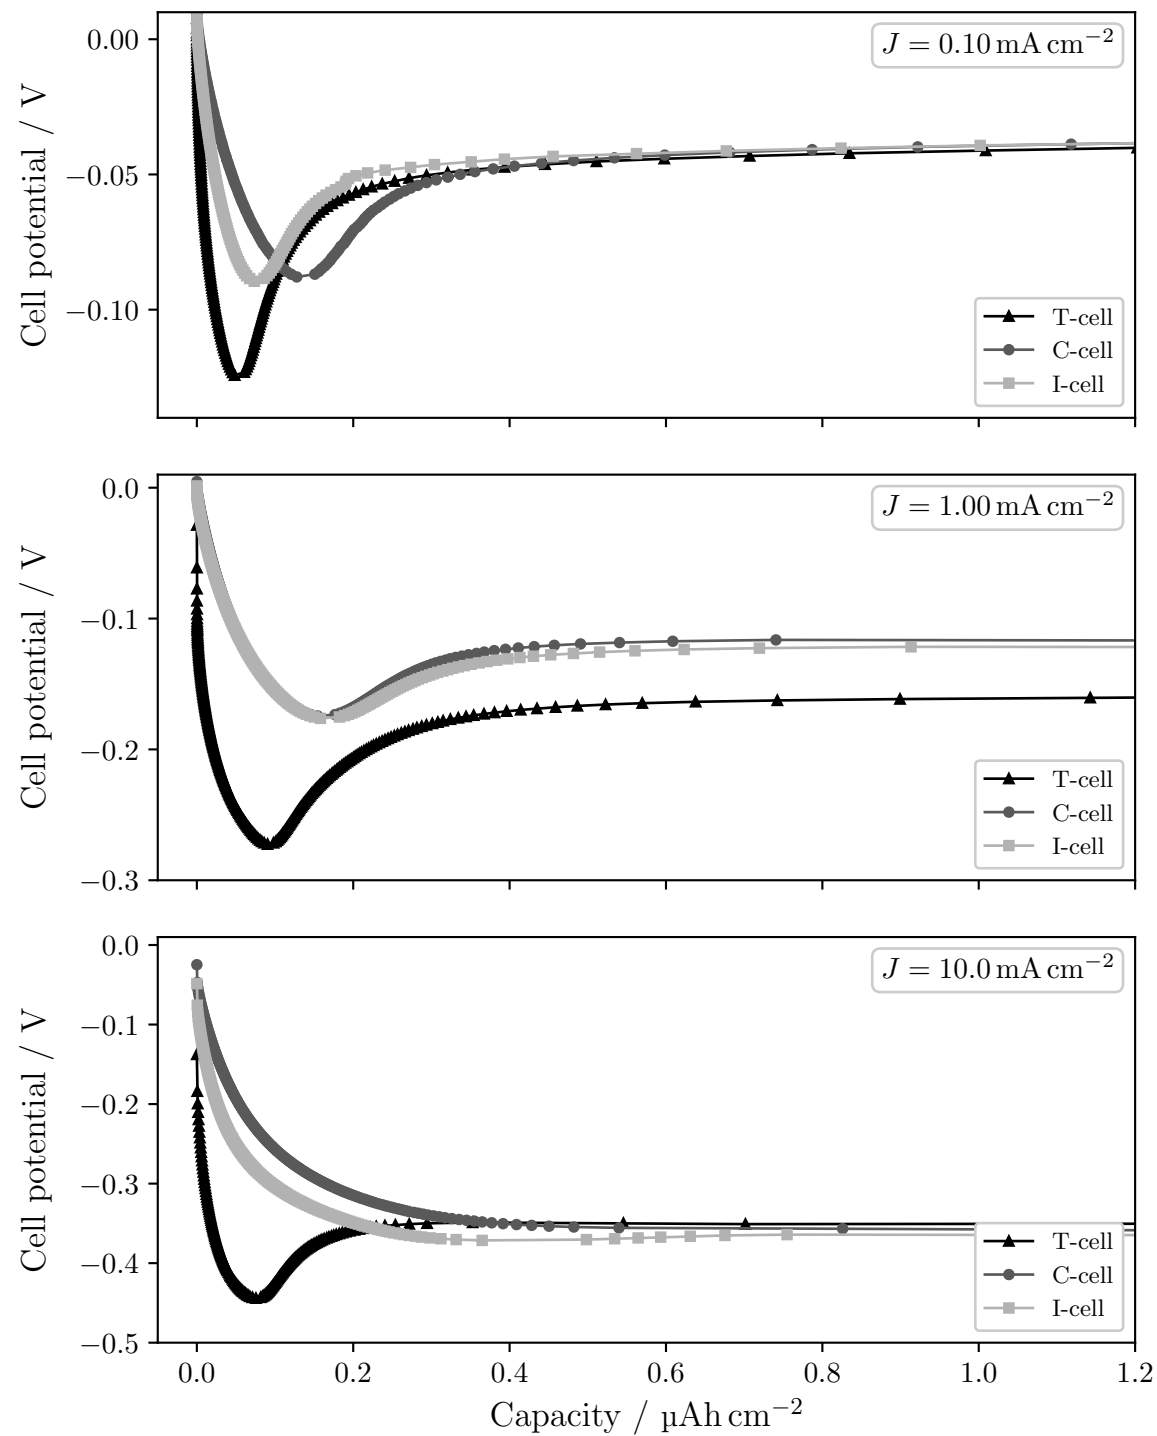 J = 0.10 mA cm⁻²
0.00
−0.05
−0.10
Cell potential / V
T-cell
C-cell
I-cell
J = 1.00 mA cm⁻²
0.0
−0.1
−0.2
−0.3
Cell potential / V
T-cell
C-cell
I-cell
J = 10.0 mA cm⁻²
0.0
−0.1
−0.2
−0.3
−0.4
−0.5
Cell potential / V
T-cell
C-cell
I-cell
0.0 0.2 0.4 0.6 0.8 1.0 1.2
Capacity / µAh cm⁻²